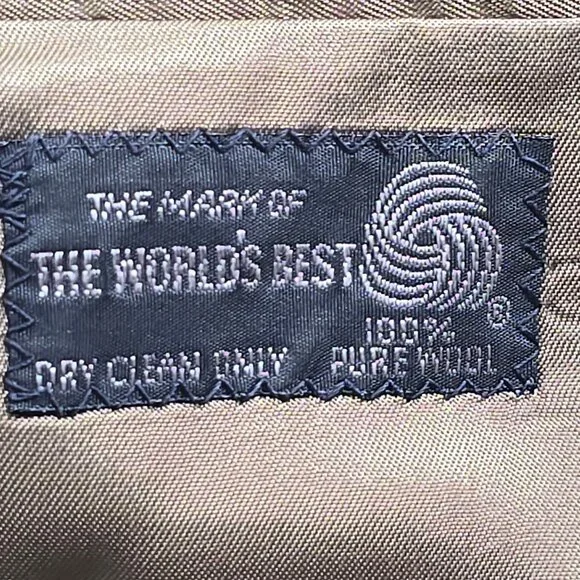 THE MARK OF
THE WORLD'S BEST
®
100%
DRY CLEAN ONLY PURE WOOL